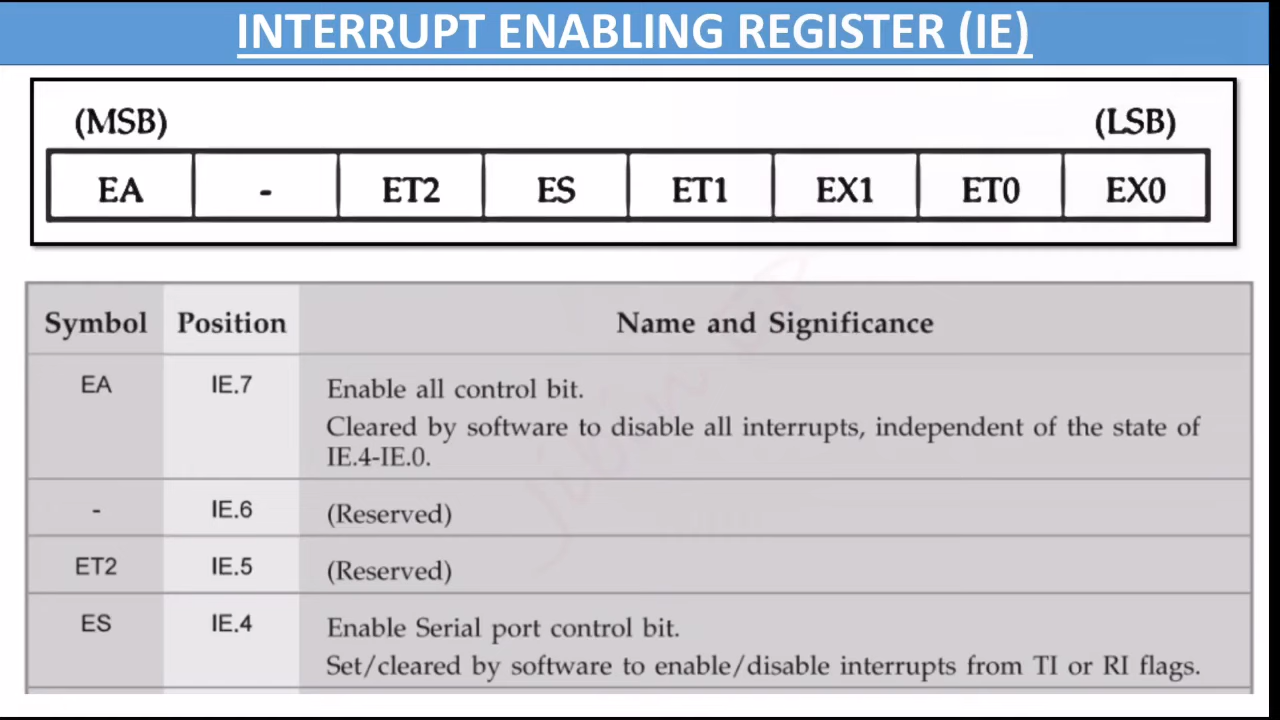 INTERRUPT ENABLING REGISTER (IE)
(MSB) (LSB)
EA - ET2 ES ET1 EX1 ET0 EX0
Symbol Position Name and Significance
EA IE.7 Enable all control bit.
Cleared by software to disable all interrupts, independent of the state of
IE.4-IE.0.
- IE.6 (Reserved)
ET2 IE.5 (Reserved)
ES IE.4 Enable Serial port control bit.
Set/cleared by software to enable/disable interrupts from TI or RI flags.